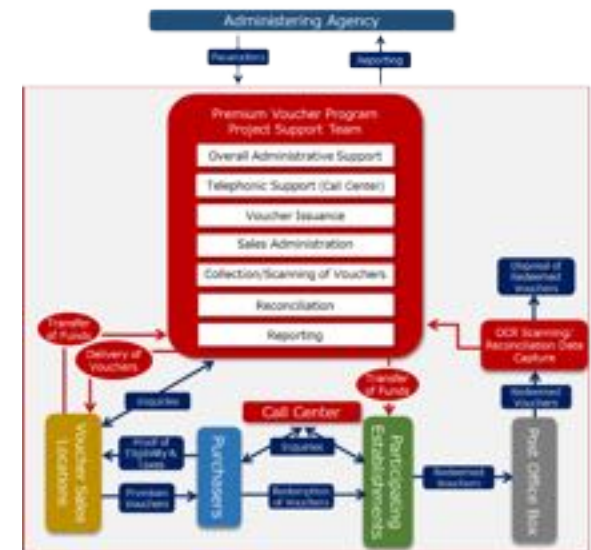 Administering Agency
Parameters
Reporting
Premium Voucher Program
Project Support Team
Overall Administrative Support
Telephonic Support (Call Center)
Voucher Issuance
Sales Administration
Collection/Scanning of Vouchers
Reconciliation
Reporting
Disposal of
Redeemed
Vouchers
Transfer
of Funds
Delivery of
Vouchers
OCR Scanning/
Reconciliation Data
Capture
Transfer
of Funds
Inquiries
Call Center
Redeemed
Vouchers
Voucher Sales
Locations
Proof of
Eligibility &
Purchasers
Inquiries
Participating
Establishments
Post Office Box
Premium
Vouchers
Redemption
of Vouchers
Redeemed
Vouchers